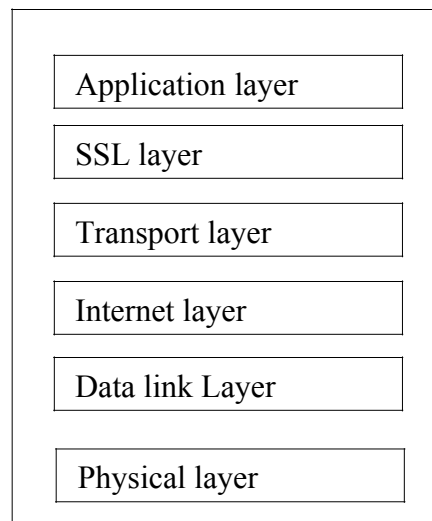 Application layer
SSL layer
Transport layer
Internet layer
Data link Layer
Physical layer